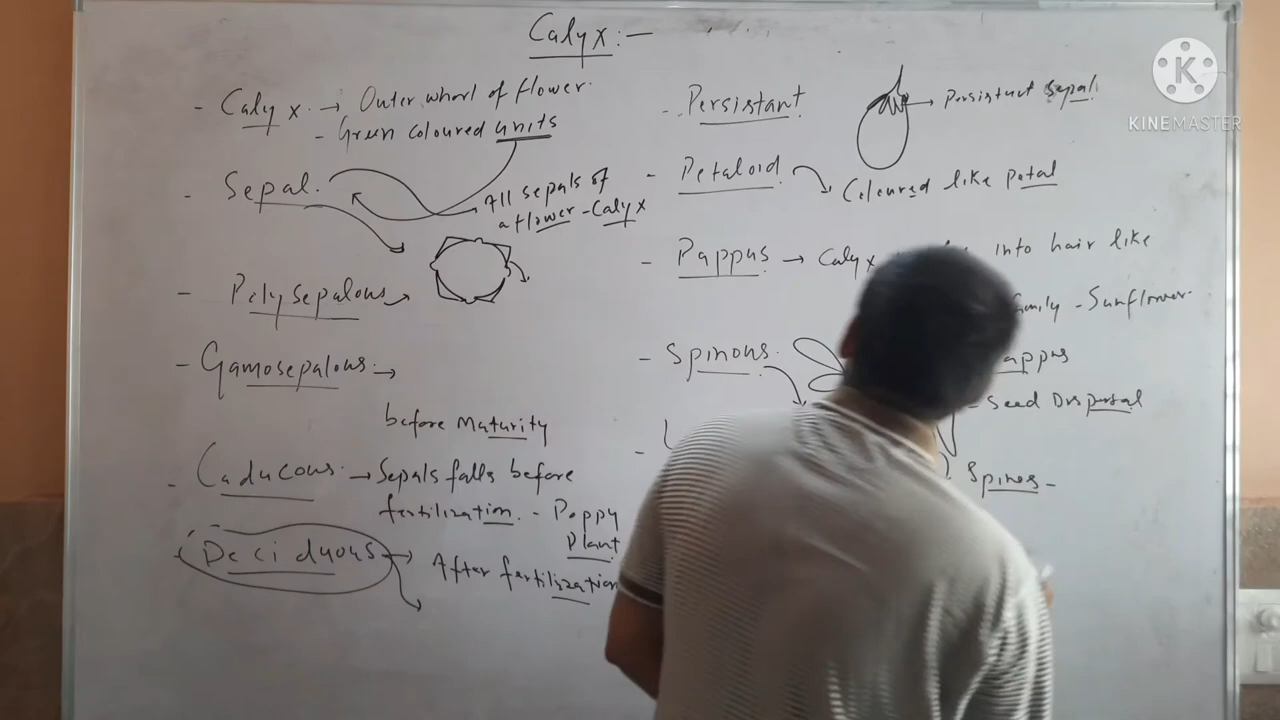 Calyx:-
- Calyx. → Outer whorl of flower.
- Green coloured units
- Sepal.
All sepals of
a flower - Calyx
- Polysepalous →
- Gamosepalous →
before Maturity
- Caducous. → Sepals falls before
fertilization. - Poppy
Plant
Deciduous → After fertilization
- Persistant
→ Persistent sepal
- Petaloid
Coloured like petal
- Pappus → Calyx into hair like
family - Sunflower.
- Spinous.
appus
- Seed Dispersal
Spines -
K
KINEMASTER